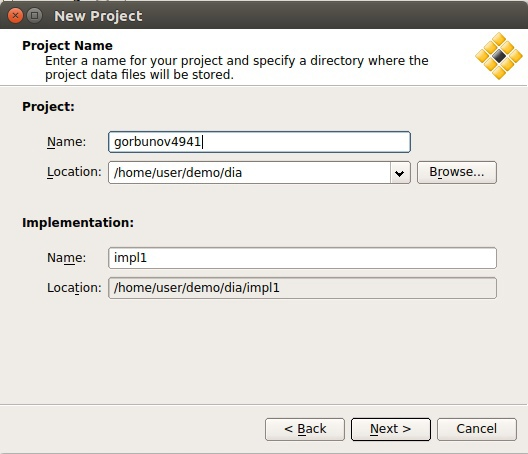 New Project
Project Name
Enter a name for your project and specify a directory where the
project data files will be stored.
Project:
Name: gorbunov4941
Location: /home/user/demo/dia Browse...
Implementation:
Name: impl1
Location: /home/user/demo/dia/impl1
< Back Next > Cancel